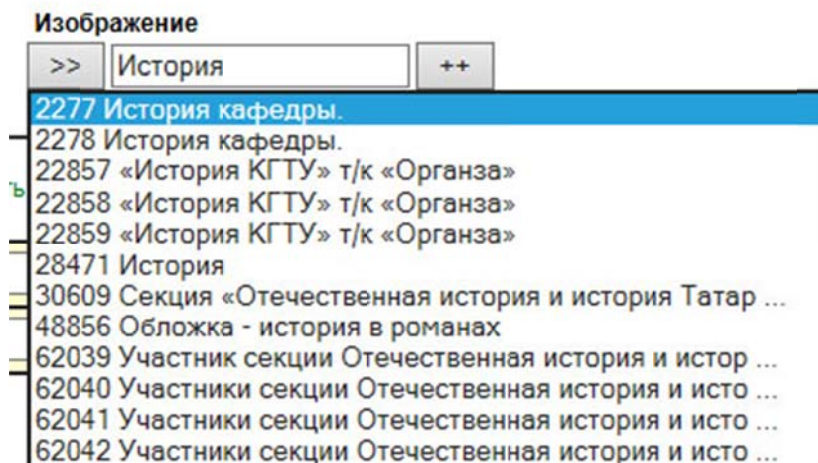 Изображение
>> История ++
2277 История кафедры.
2278 История кафедры.
22857 «История КГТУ» т/к «Органза»
22858 «История КГТУ» т/к «Органза»
22859 «История КГТУ» т/к «Органза»
28471 История
30609 Секция «Отечественная история и история Татар ...
48856 Обложка - история в романах
62039 Участник секции Отечественная история и истор ...
62040 Участники секции Отечественная история и исто ...
62041 Участники секции Отечественная история и исто ...
62042 Участники секции Отечественная история и исто ...